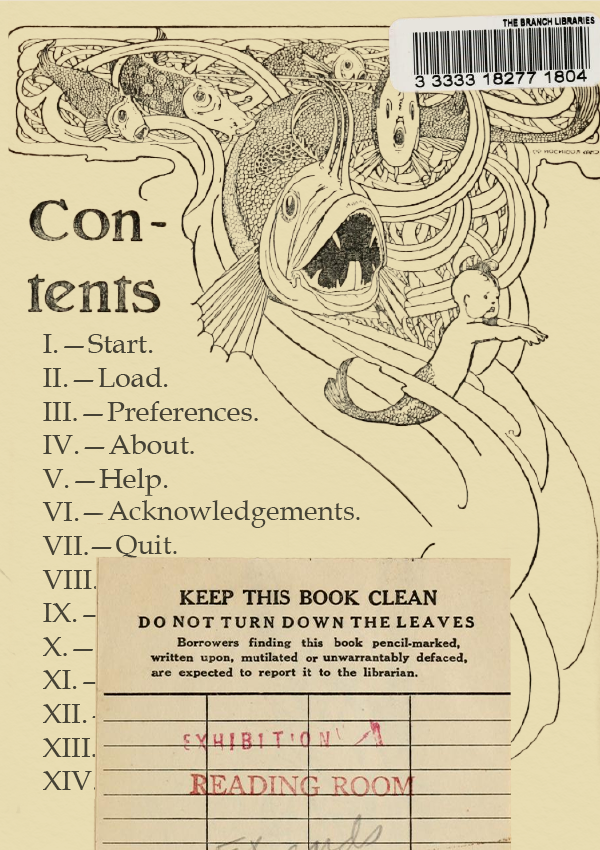 THE BRANCH LIBRARIES
3 3333 18277 1804
Con-
tents
I.—Start.
II.—Load.
III.—Preferences.
IV.—About.
V.—Help.
VI.—Acknowledgements.
VII.—Quit.
VIII.
IX.—
X.—
XI.—
XII.
XIII.
XIV.
KEEP THIS BOOK CLEAN
DO NOT TURN DOWN THE LEAVES
Borrowers finding this book pencil-marked,
written upon, mutilated or unwarrantably defaced,
are expected to report it to the librarian.
EXHIBITION
READING ROOM